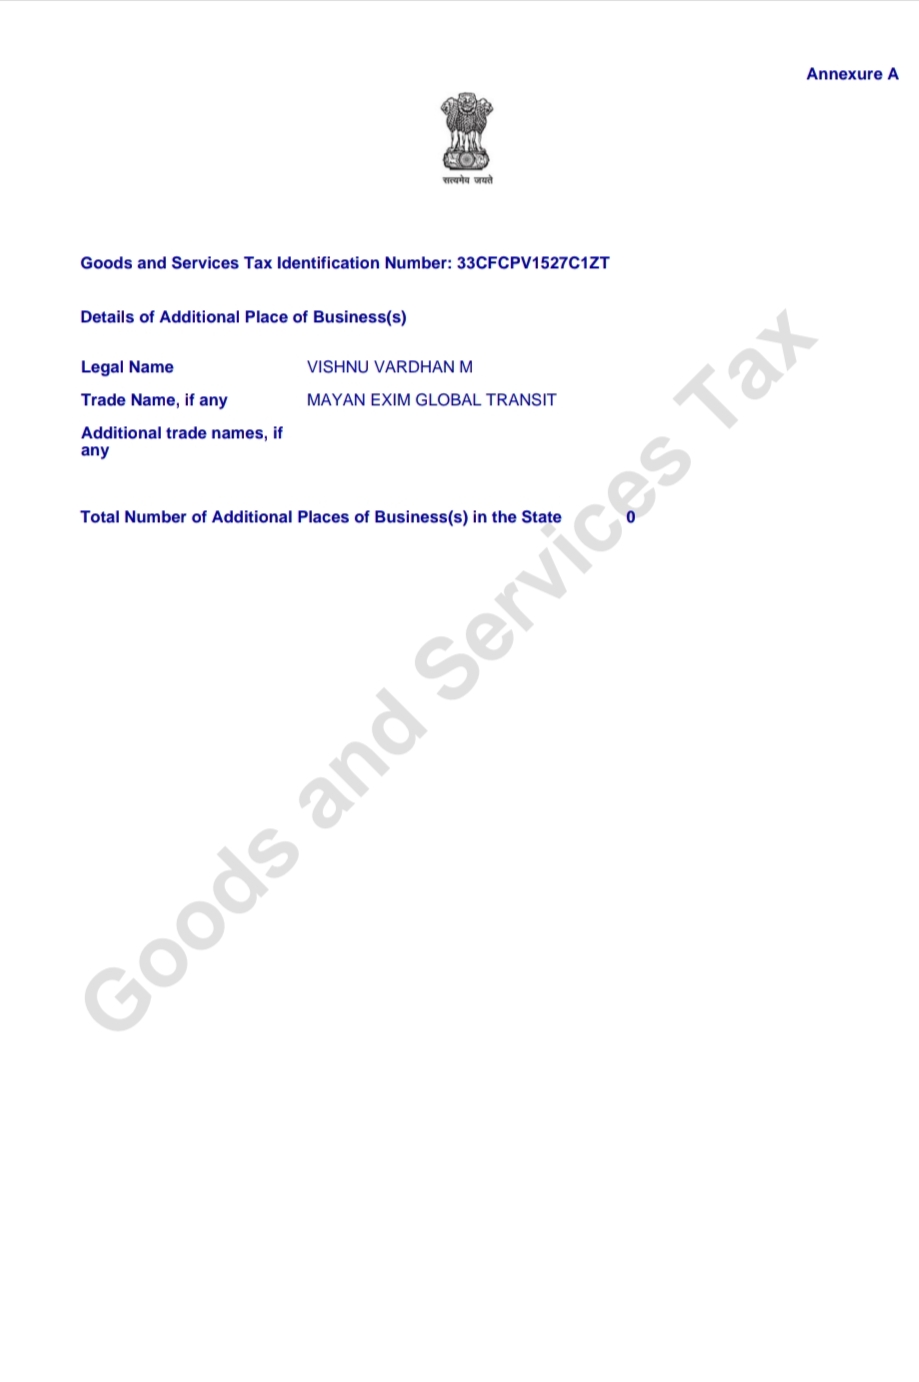 Annexure A
सत्यमेव जयते
Goods and Services Tax Identification Number: 33CFCPV1527C1ZT
Details of Additional Place of Business(s)
Legal Name VISHNU VARDHAN M
Trade Name, if any MAYAN EXIM GLOBAL TRANSIT
Additional trade names, if
any
Total Number of Additional Places of Business(s) in the State 0
Goods and Services Tax